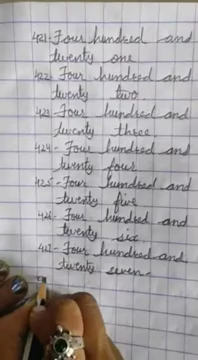 421-Four hundred and
twenty one
422-Four hundred and
twenty two
423-Four hundred and
twenty three.
424-Four hundred and
twenty four
425-Four hundred and
twenty five
426-Four hundred and
twenty six
427-Four hundred and
twenty seven-